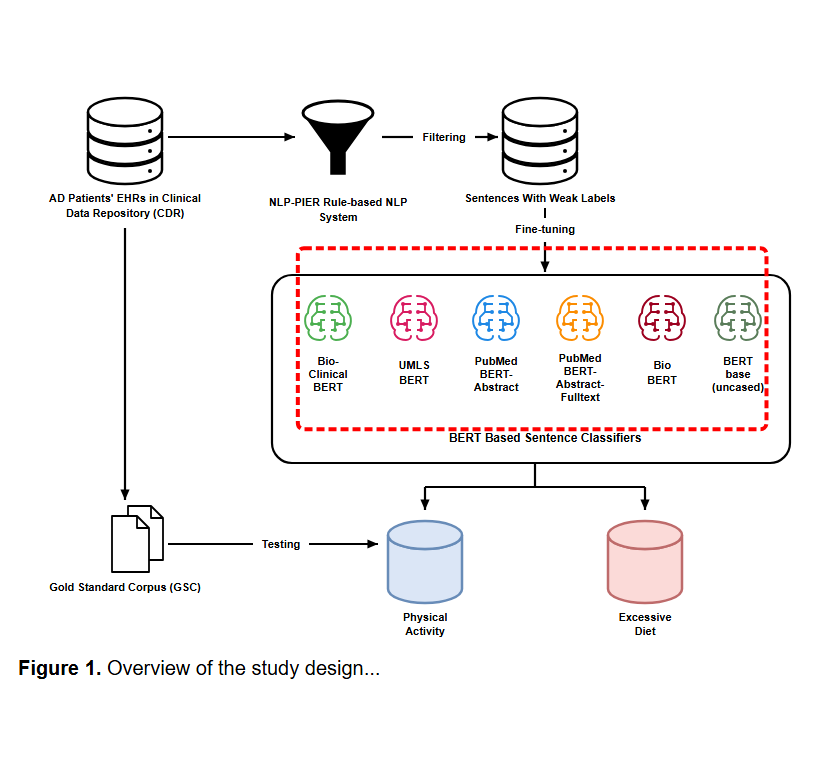 AD Patients' EHRs in Clinical
Data Repository (CDR)
NLP-PIER Rule-based NLP
System
Filtering
Sentences With Weak Labels
Fine-tuning
Bio-
Clinical
BERT
UMLS
BERT
PubMed
BERT-
Abstract
PubMed
BERT-
Abstract-
Fulltext
Bio
BERT
BERT
base
(uncased)
BERT Based Sentence Classifiers
Gold Standard Corpus (GSC)
Testing
Physical
Activity
Excessive
Diet
Figure 1. Overview of the study design...